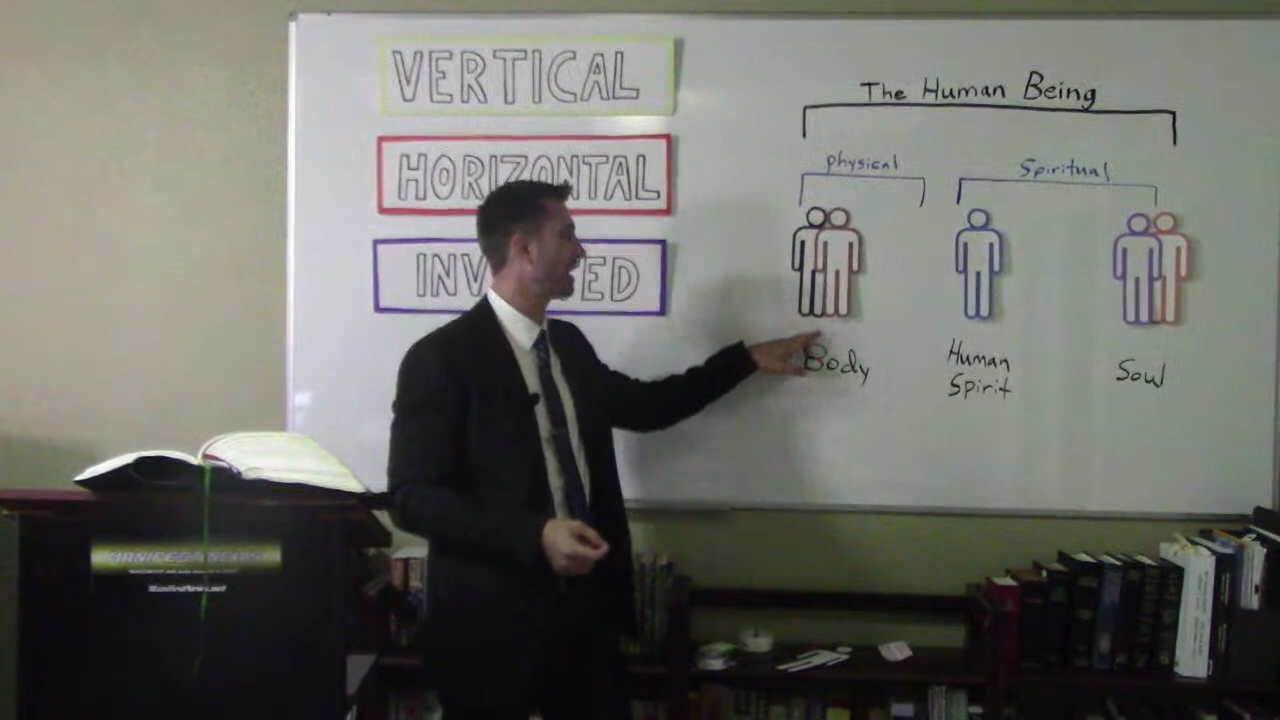 VERTICAL
HORIZONTAL
The Human Being
physical
Spiritual
Body
Human
Spirit
Soul